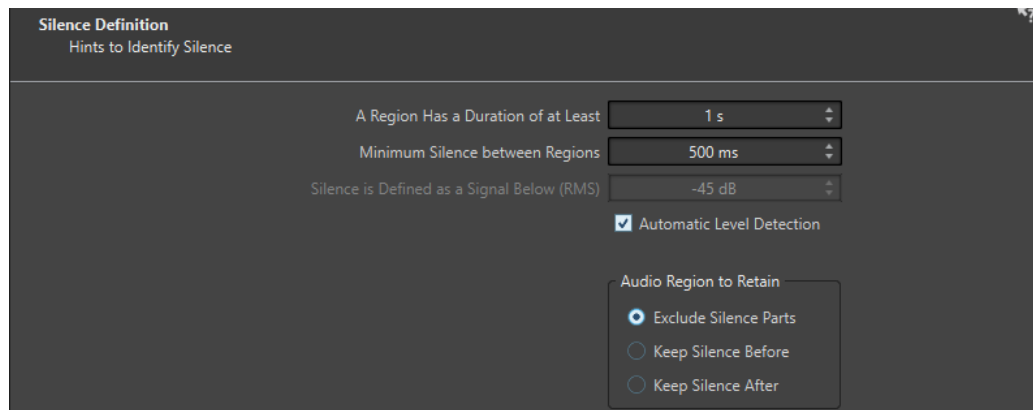 Silence Definition
Hints to Identify Silence
A Region Has a Duration of at Least 1 s
Minimum Silence between Regions 500 ms
Silence is Defined as a Signal Below (RMS) -45 dB
Automatic Level Detection
Audio Region to Retain
Exclude Silence Parts
Keep Silence Before
Keep Silence After